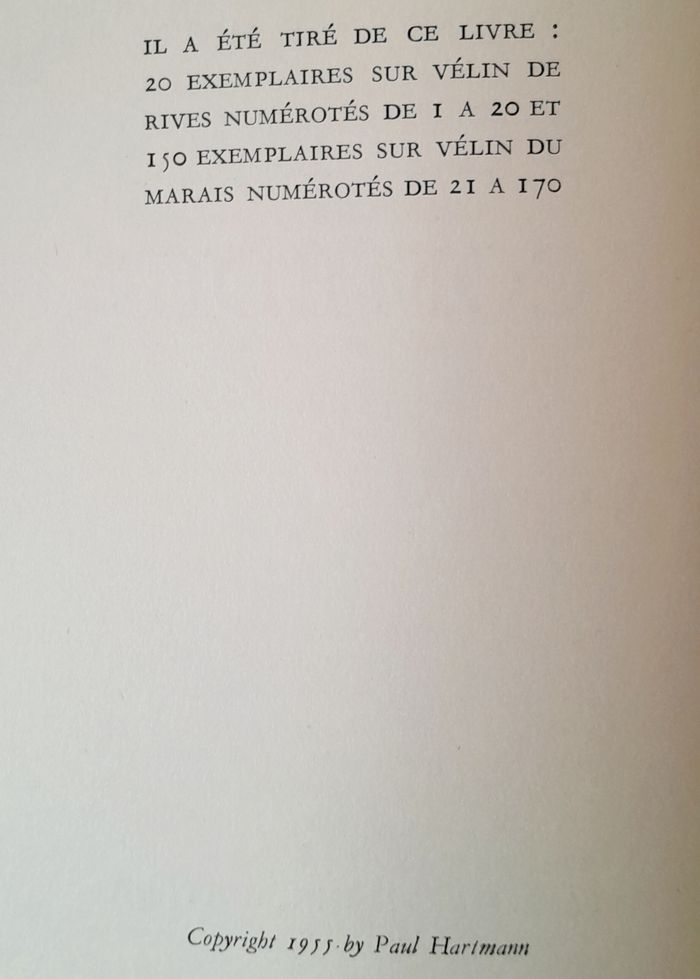 IL A ÉTÉ TIRÉ DE CE LIVRE :
20 EXEMPLAIRES SUR VÉLIN DE
RIVES NUMÉROTÉS DE 1 A 20 ET
150 EXEMPLAIRES SUR VÉLIN DU
MARAIS NUMÉROTÉS DE 21 A 170
Copyright 1955 by Paul Hartmann